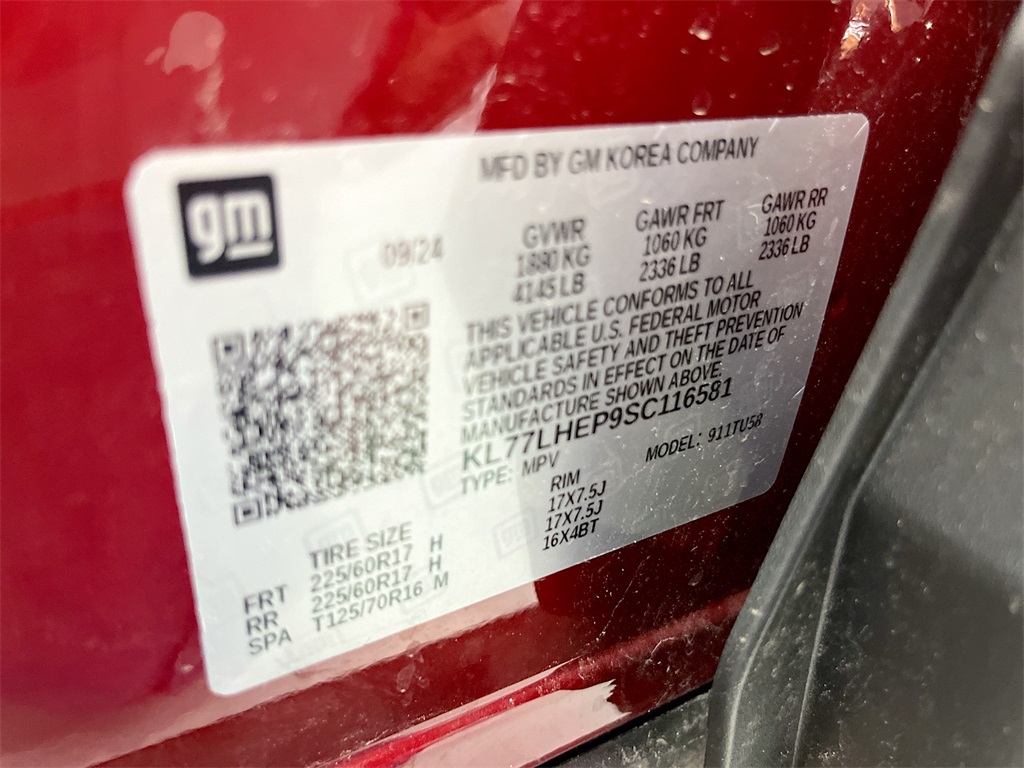 gm
MFD BY GM KOREA COMPANY
09/24
GVWR
1880 KG
4145 LB
GAWR FRT
1060 KG
2336 LB
GAWR RR
1060 KG
2336 LB
THIS VEHICLE CONFORMS TO ALL
APPLICABLE U.S. FEDERAL MOTOR
VEHICLE SAFETY AND THEFT PREVENTION
STANDARDS IN EFFECT ON THE DATE OF
MANUFACTURE SHOWN ABOVE.
KL77LHEP9SC116581
TYPE: MPV
MODEL: 911TU58
TIRE SIZE
RIM
FRT 225/60R17 H 17X7.5J
RR 225/60R17 H 17X7.5J
SPA T125/70R16 M 16X4BT